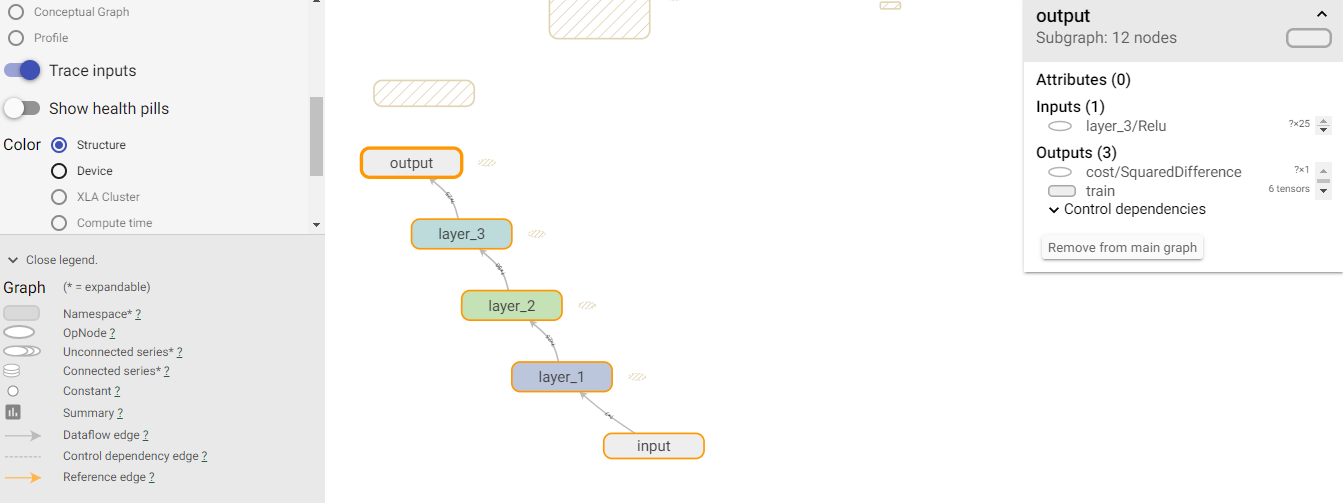 Conceptual Graph
Profile
Trace inputs
Show health pills
Color
Structure
Device
XLA Cluster
Compute time
Close legend.
Graph (* = expandable)
Namespace* ?
OpNode ?
Unconnected series* ?
Connected series* ?
Constant ?
Summary ?
Dataflow edge ?
Control dependency edge ?
Reference edge ?
output
layer_3
layer_2
layer_1
input
output
Subgraph: 12 nodes
Attributes (0)
Inputs (1)
layer_3/Relu ?×25
Outputs (3)
cost/SquaredDifference ?×1
train 6 tensors
Control dependencies
Remove from main graph